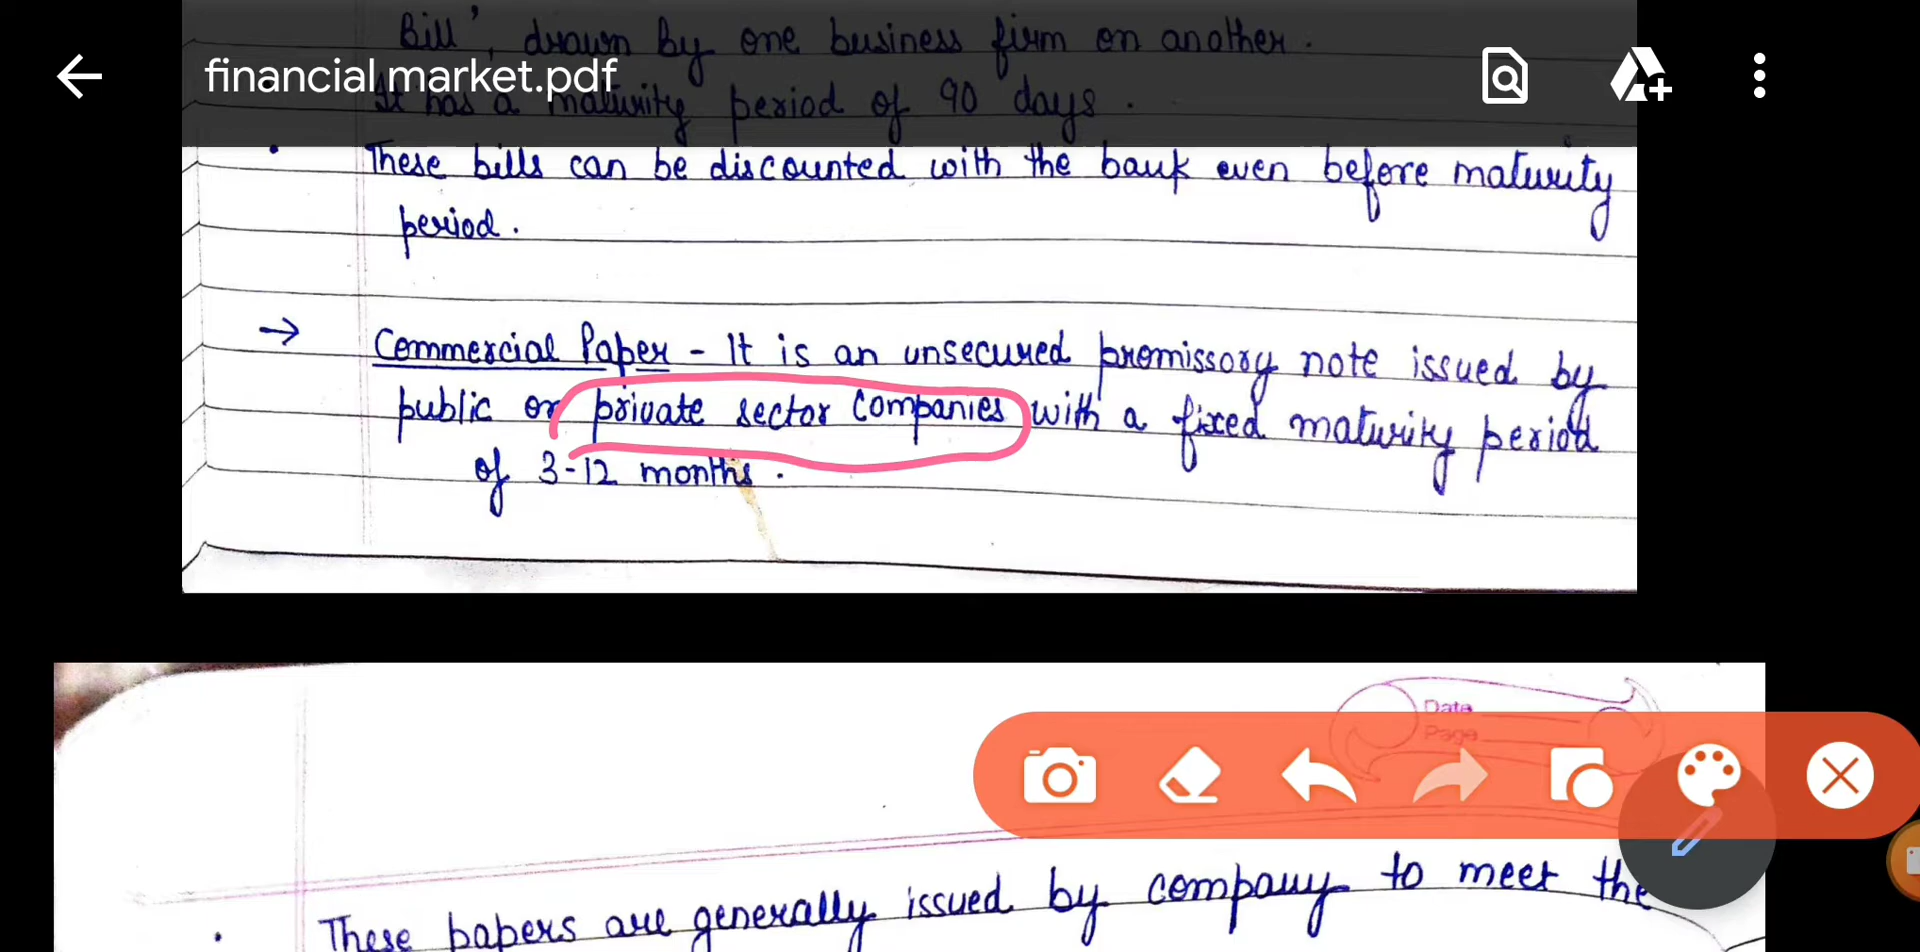 Bill', drawn by one business firm on another.
financial market.pdf
It has a maturity period of 90 days.
• These bills can be discounted with the bank even before maturity
period.
→ Commercial Paper - It is an unsecured promissory note issued by
public or private sector companies with a fixed maturity period
of 3-12 months.
Date
Page
• These papers are generally issued by company to meet the